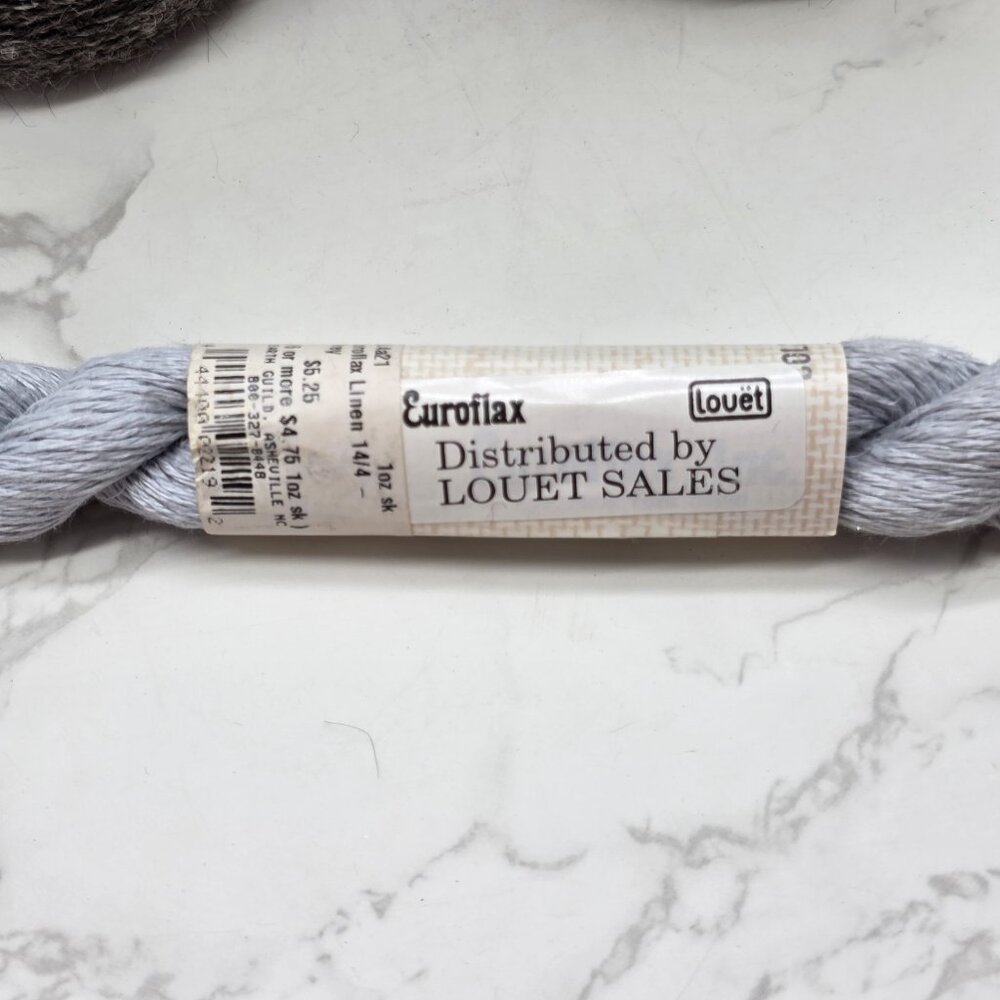 Euroflax
Louët
Distributed by
LOUET SALES
Linen 14/4 -
1oz sk
$5.25
or more $4.75 1oz sk)
GUILD, ASHEVILLE NC
800-327-8448